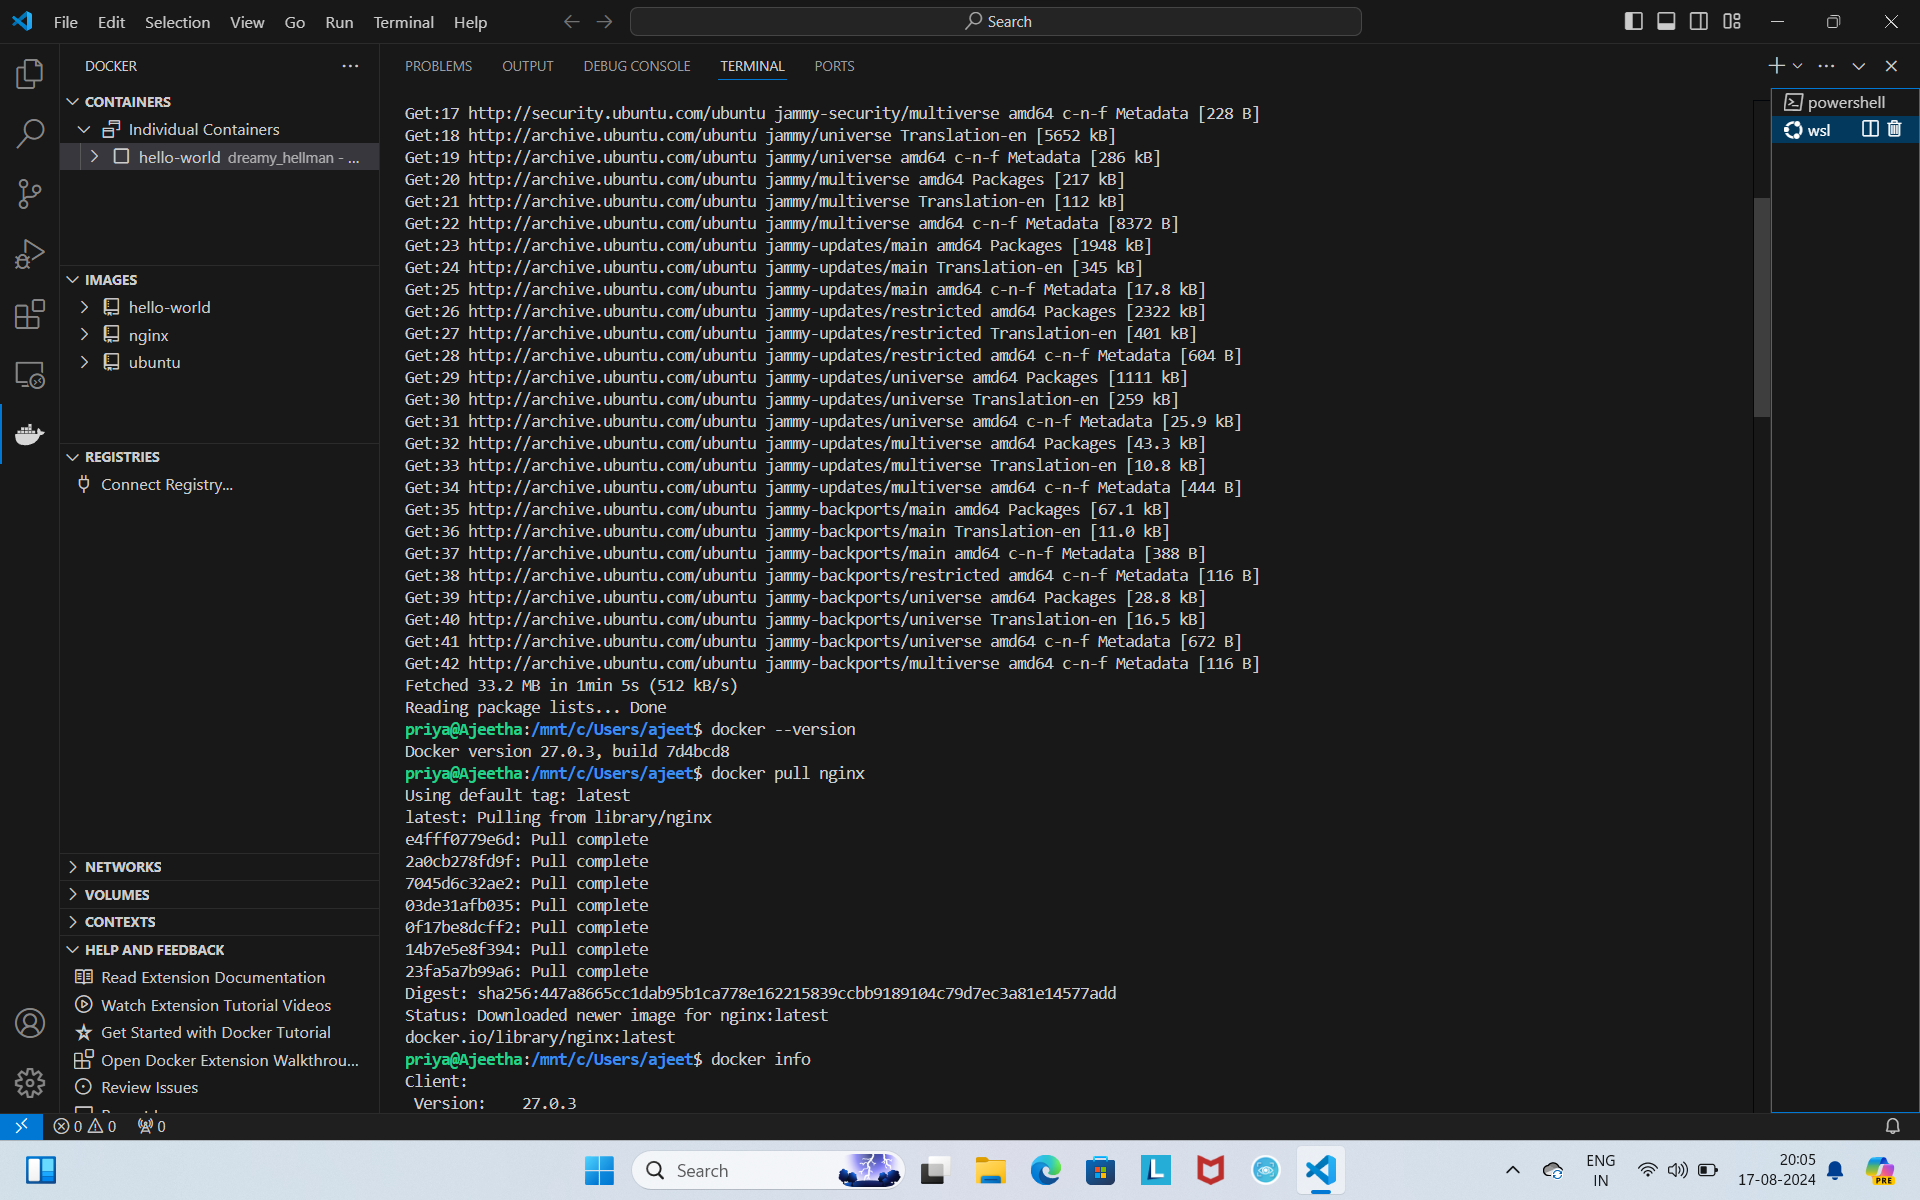 File Edit Selection View Go Run Terminal Help
Search
DOCKER
PROBLEMS OUTPUT DEBUG CONSOLE TERMINAL PORTS
CONTAINERS
Individual Containers
hello-world dreamy_hellman - ...
IMAGES
hello-world
nginx
ubuntu
REGISTRIES
Connect Registry...
NETWORKS
VOLUMES
CONTEXTS
HELP AND FEEDBACK
Read Extension Documentation
Watch Extension Tutorial Videos
Get Started with Docker Tutorial
Open Docker Extension Walkthrou...
Review Issues
Get:17 http://security.ubuntu.com/ubuntu jammy-security/multiverse amd64 c-n-f Metadata [228 B]
Get:18 http://archive.ubuntu.com/ubuntu jammy/universe Translation-en [5652 kB]
Get:19 http://archive.ubuntu.com/ubuntu jammy/universe amd64 c-n-f Metadata [286 kB]
Get:20 http://archive.ubuntu.com/ubuntu jammy/multiverse amd64 Packages [217 kB]
Get:21 http://archive.ubuntu.com/ubuntu jammy/multiverse Translation-en [112 kB]
Get:22 http://archive.ubuntu.com/ubuntu jammy/multiverse amd64 c-n-f Metadata [8372 B]
Get:23 http://archive.ubuntu.com/ubuntu jammy-updates/main amd64 Packages [1948 kB]
Get:24 http://archive.ubuntu.com/ubuntu jammy-updates/main Translation-en [345 kB]
Get:25 http://archive.ubuntu.com/ubuntu jammy-updates/main amd64 c-n-f Metadata [17.8 kB]
Get:26 http://archive.ubuntu.com/ubuntu jammy-updates/restricted amd64 Packages [2322 kB]
Get:27 http://archive.ubuntu.com/ubuntu jammy-updates/restricted Translation-en [401 kB]
Get:28 http://archive.ubuntu.com/ubuntu jammy-updates/restricted amd64 c-n-f Metadata [604 B]
Get:29 http://archive.ubuntu.com/ubuntu jammy-updates/universe amd64 Packages [1111 kB]
Get:30 http://archive.ubuntu.com/ubuntu jammy-updates/universe Translation-en [259 kB]
Get:31 http://archive.ubuntu.com/ubuntu jammy-updates/universe amd64 c-n-f Metadata [25.9 kB]
Get:32 http://archive.ubuntu.com/ubuntu jammy-updates/multiverse amd64 Packages [43.3 kB]
Get:33 http://archive.ubuntu.com/ubuntu jammy-updates/multiverse Translation-en [10.8 kB]
Get:34 http://archive.ubuntu.com/ubuntu jammy-updates/multiverse amd64 c-n-f Metadata [444 B]
Get:35 http://archive.ubuntu.com/ubuntu jammy-backports/main amd64 Packages [67.1 kB]
Get:36 http://archive.ubuntu.com/ubuntu jammy-backports/main Translation-en [11.0 kB]
Get:37 http://archive.ubuntu.com/ubuntu jammy-backports/main amd64 c-n-f Metadata [388 B]
Get:38 http://archive.ubuntu.com/ubuntu jammy-backports/restricted amd64 c-n-f Metadata [116 B]
Get:39 http://archive.ubuntu.com/ubuntu jammy-backports/universe amd64 Packages [28.8 kB]
Get:40 http://archive.ubuntu.com/ubuntu jammy-backports/universe Translation-en [16.5 kB]
Get:41 http://archive.ubuntu.com/ubuntu jammy-backports/universe amd64 c-n-f Metadata [672 B]
Get:42 http://archive.ubuntu.com/ubuntu jammy-backports/multiverse amd64 c-n-f Metadata [116 B]
Fetched 33.2 MB in 1min 5s (512 kB/s)
Reading package lists... Done
priya@Ajeetha:/mnt/c/Users/ajeet$ docker --version
Docker version 27.0.3, build 7d4bcd8
priya@Ajeetha:/mnt/c/Users/ajeet$ docker pull nginx
Using default tag: latest
latest: Pulling from library/nginx
e4fff0779e6d: Pull complete
2a0cb278fd9f: Pull complete
7045d6c32ae2: Pull complete
03de31afb035: Pull complete
0f17be8dcff2: Pull complete
14b7e5e8f394: Pull complete
23fa5a7b99a6: Pull complete
Digest: sha256:447a8665cc1dab95b1ca778e162215839ccbb9189104c79d7ec3a81e14577add
Status: Downloaded newer image for nginx:latest
docker.io/library/nginx:latest
priya@Ajeetha:/mnt/c/Users/ajeet$ docker info
Client:
Version: 27.0.3
powershell
wsl
0 0 0
Search
L
ENG
IN
20:05
17-08-2024
PRE